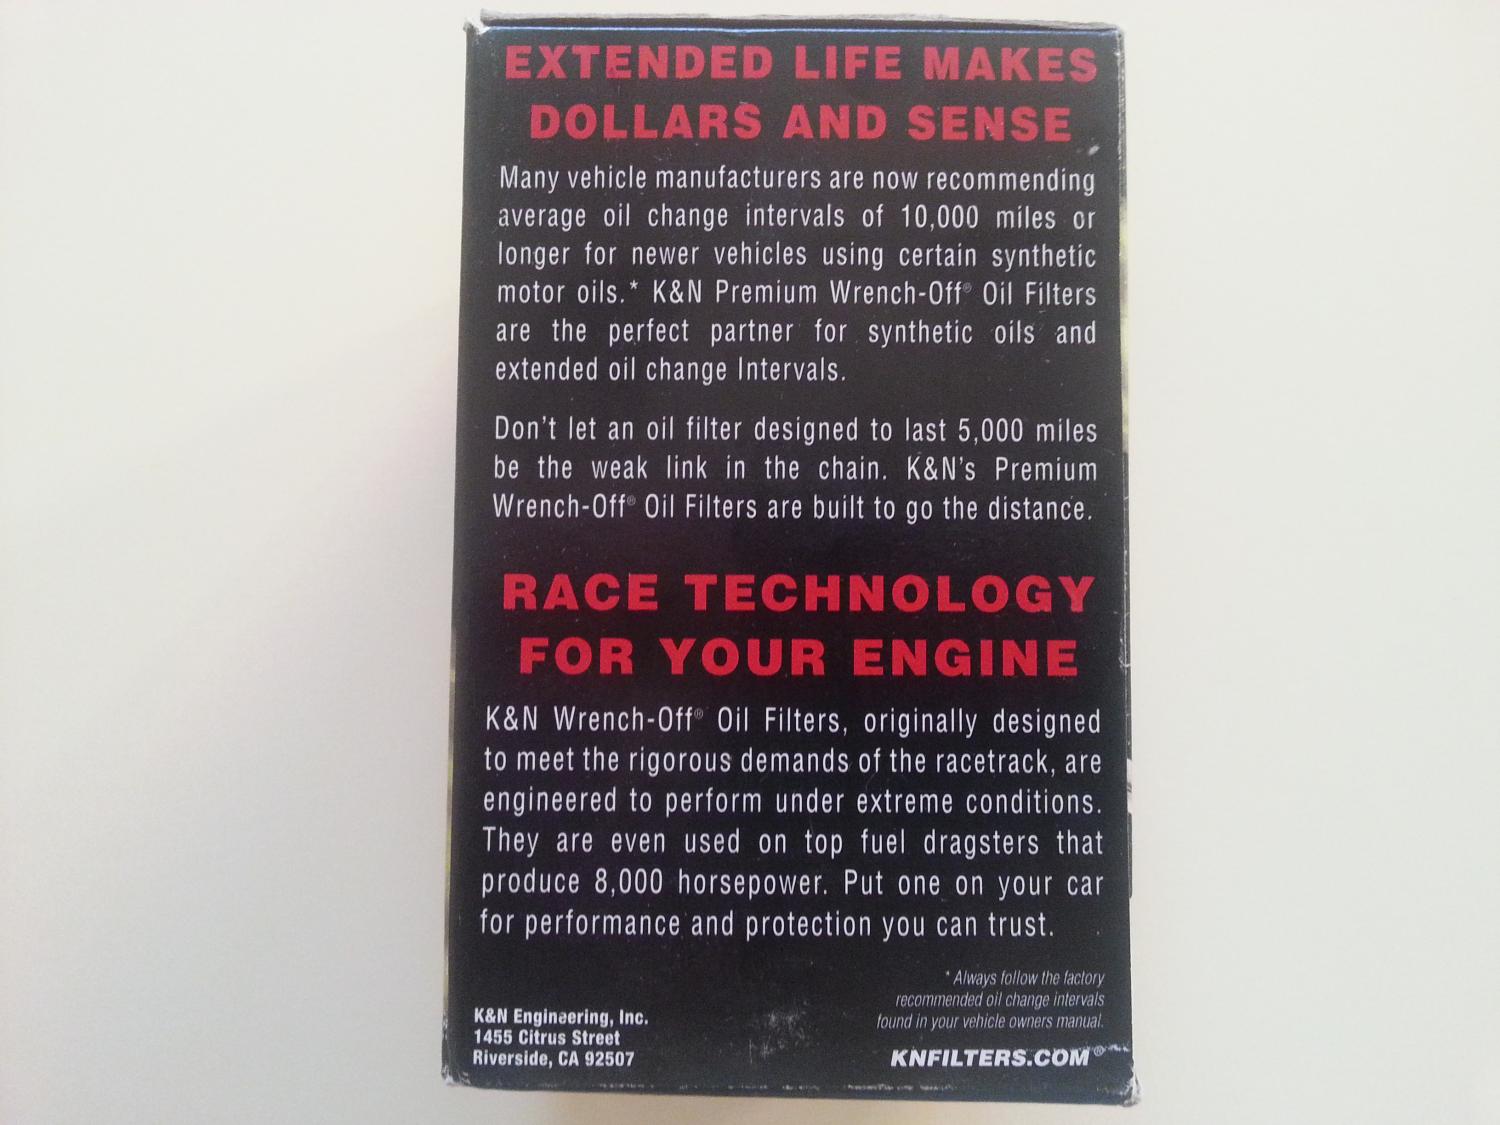 EXTENDED LIFE MAKES
DOLLARS AND SENSE
Many vehicle manufacturers are now recommending
average oil change intervals of 10,000 miles or
longer for newer vehicles using certain synthetic
motor oils.* K&N Premium Wrench-Off® Oil Filters
are the perfect partner for synthetic oils and
extended oil change Intervals.
Don't let an oil filter designed to last 5,000 miles
be the weak link in the chain. K&N's Premium
Wrench-Off® Oil Filters are built to go the distance.
RACE TECHNOLOGY
FOR YOUR ENGINE
K&N Wrench-Off® Oil Filters, originally designed
to meet the rigorous demands of the racetrack, are
engineered to perform under extreme conditions.
They are even used on top fuel dragsters that
produce 8,000 horsepower. Put one on your car
for performance and protection you can trust.
* Always follow the factory
recommended oil change intervals
found in your vehicle owners manual.
K&N Engineering, Inc.
1455 Citrus Street
Riverside, CA 92507
KNFILTERS.COM®